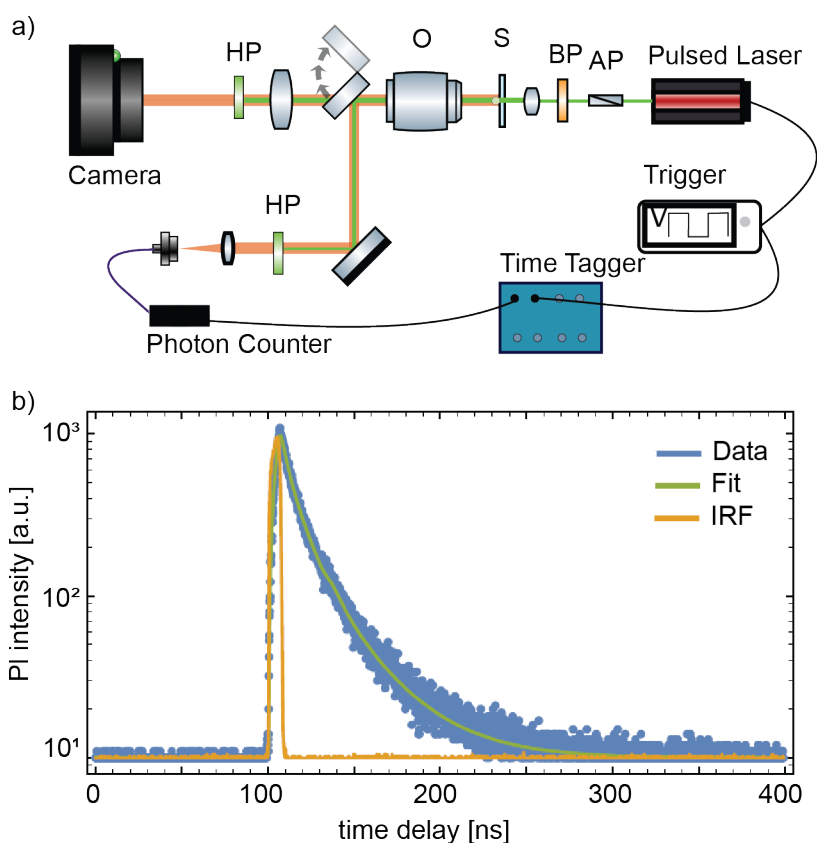 a)
HP
O
S
BP
AP
Pulsed Laser
Camera
Trigger
V
HP
Time Tagger
Photon Counter
b)
10³
Data
Fit
IRF
10²
10¹
Pl intensity [a.u.]
0
100
200
300
400
time delay [ns]